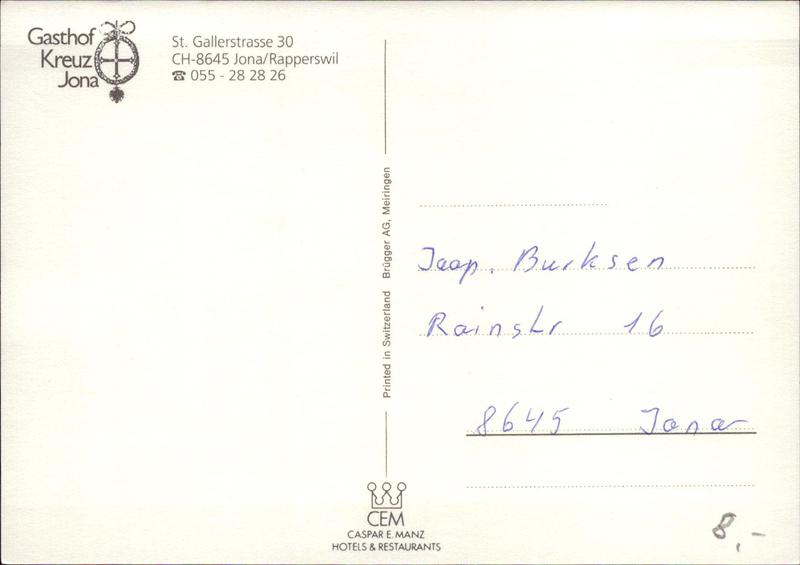 Gasthof
Kreuz
Jona
St. Gallerstrasse 30
CH-8645 Jona/Rapperswil
☎ 055 - 28 28 26
Printed in Switzerland Brügger AG, Meiringen
Jaap. Burksen
Rainstr 16
8645 Jona
CEM
CASPAR E. MANZ
HOTELS & RESTAURANTS
8,-